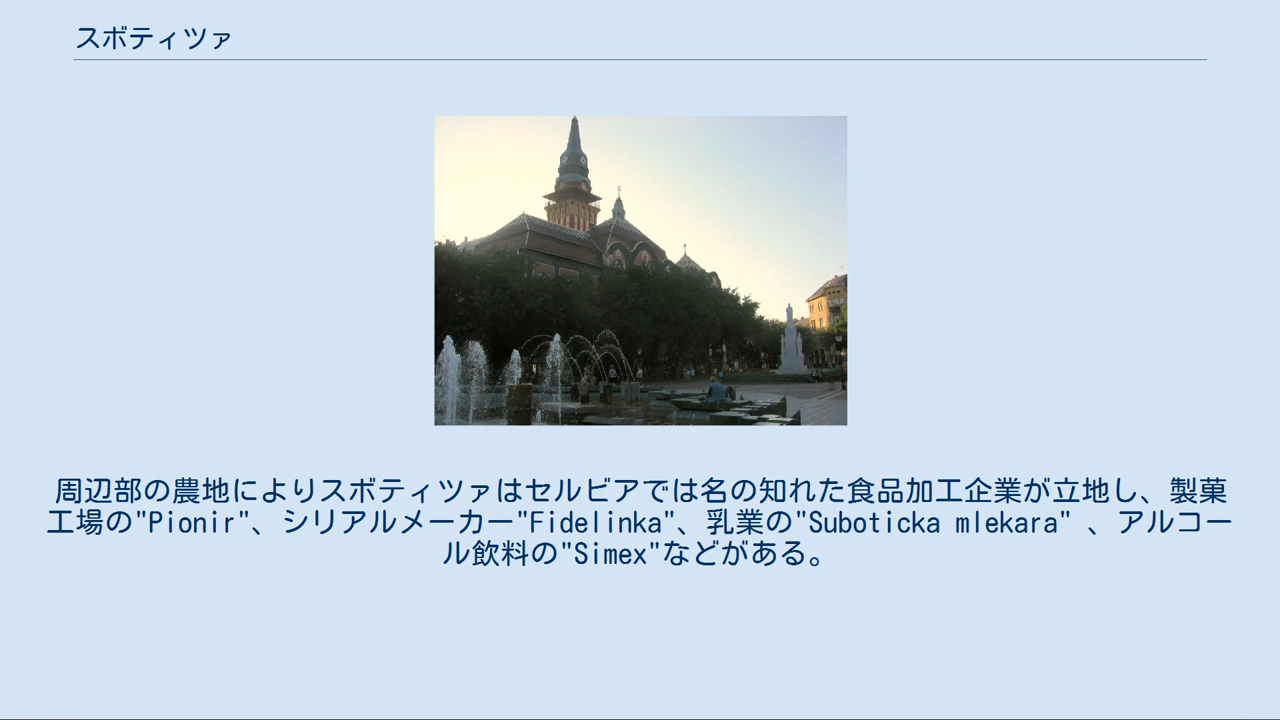 スボティツァ
周辺部の農地によりスボティツァはセルビアでは名の知れた食品加工企業が立地し、製菓
工場の"Pionir"、シリアルメーカー"Fidelinka"、乳業の"Suboticka mlekara" 、アルコー
ル飲料の"Simex"などがある。